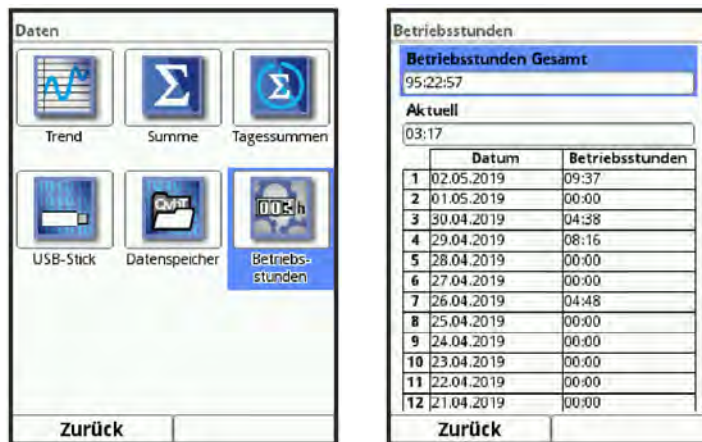 Daten
Trend
Summe
Tagessummen
QvhT
USB-Stick
Datenspeicher
Betriebs-
stunden
Zurück
Betriebsstunden
Betriebsstunden Gesamt
95:22:57
Aktuell
03:17
Datum Betriebsstunden
1 02.05.2019 09:37
2 01.05.2019 00:00
3 30.04.2019 04:38
4 29.04.2019 08:16
5 28.04.2019 00:00
6 27.04.2019 00:00
7 26.04.2019 04:48
8 25.04.2019 00:00
9 24.04.2019 00:00
10 23.04.2019 00:00
11 22.04.2019 00:00
12 21.04.2019 00:00
Zurück